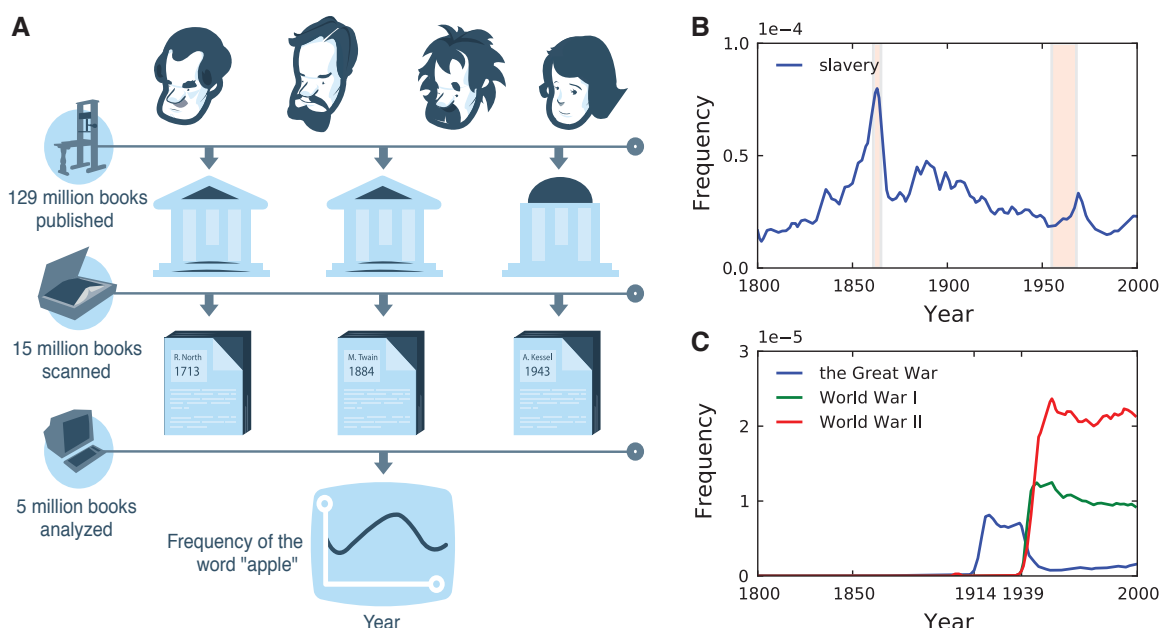 A
129 million books
published
15 million books
scanned
R. North
1713
M. Twain
1884
A. Kessel
1943
5 million books
analyzed
Frequency of the
word "apple"
Year
B
1e−4
1.0
0.5
0.0
Frequency
slavery
1800
1850
1900
1950
2000
Year
C
1e−5
3
2
1
0
Frequency
the Great War
World War I
World War II
1800
1850
1914
1939
2000
Year